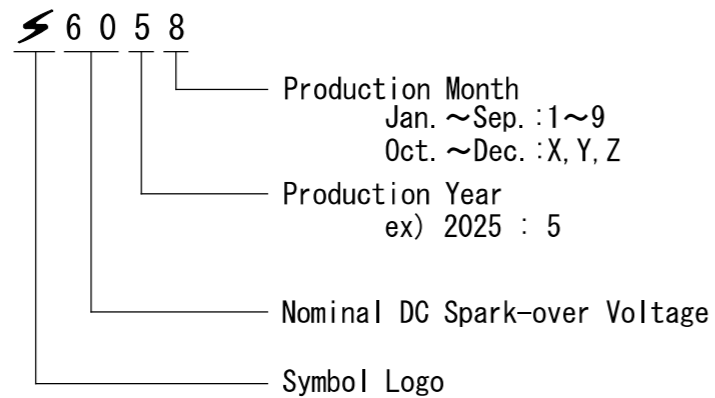 6058
Production Month
Jan.～Sep.:1～9
Oct.～Dec.:X,Y,Z
Production Year
ex) 2025 : 5
Nominal DC Spark-over Voltage
Symbol Logo